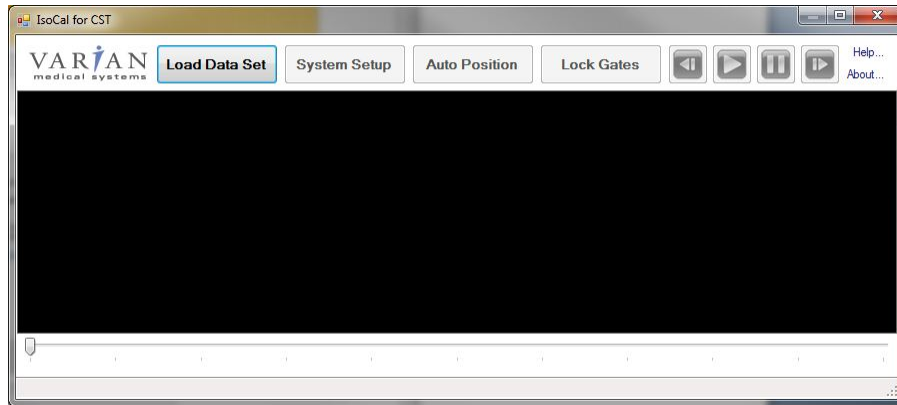 IsoCal for CST
VARIAN
medical systems
Load Data Set
System Setup
Auto Position
Lock Gates
Help...
About...